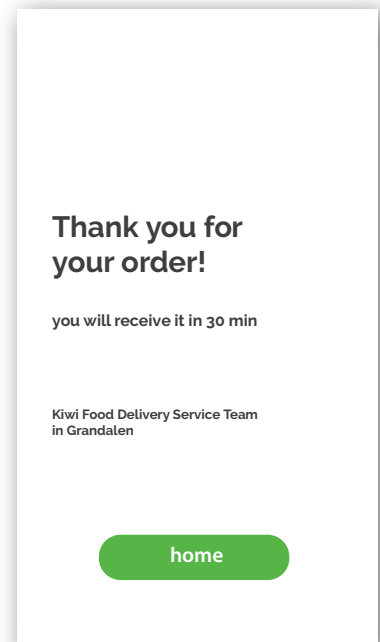 Thank you for
your order!
you will receive it in 30 min
Kiwi Food Delivery Service Team
in Grandalen
home